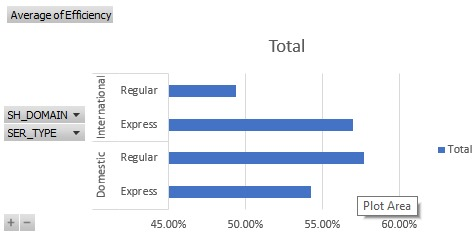 Average of Efficiency
Total
International
Regular
Express
SH_DOMAIN
SER_TYPE
Total
Domestic
Regular
Express
Plot Area
+ −
45.00% 50.00% 55.00% 60.00%